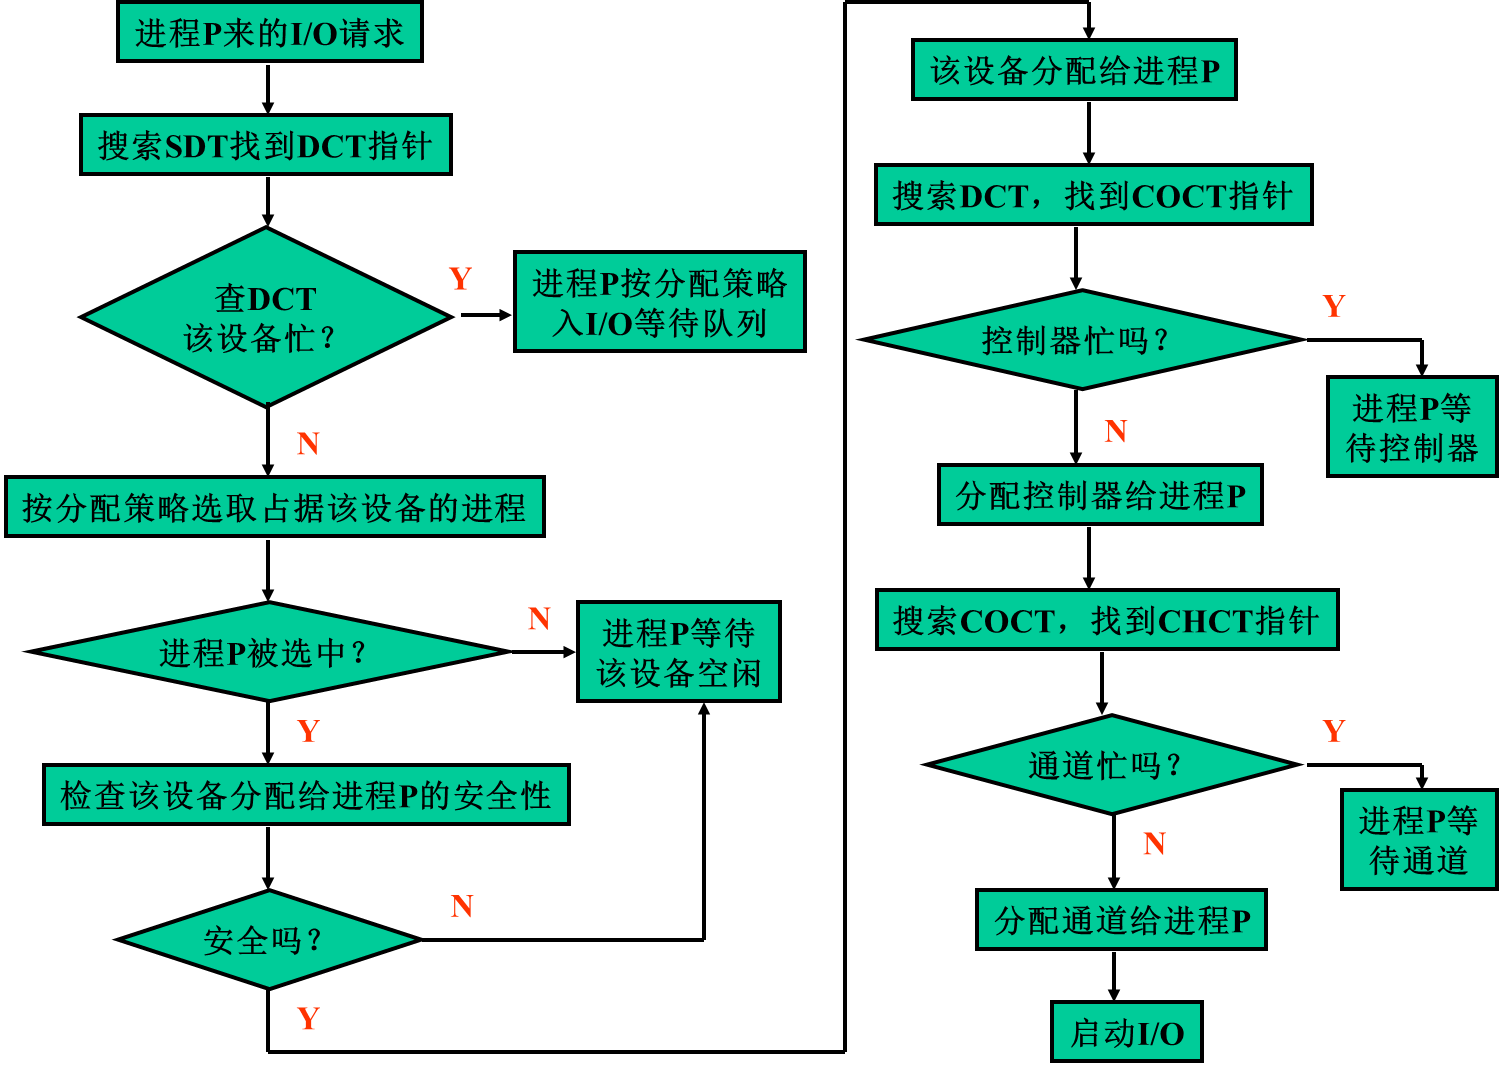 进程P来的I/O请求
搜索SDT找到DCT指针
查DCT
该设备忙？
Y
进程P按分配策略
入I/O等待队列
N
按分配策略选取占据该设备的进程
进程P被选中？
N
进程P等待
该设备空闲
Y
检查该设备分配给进程P的安全性
安全吗？
N
Y
该设备分配给进程P
搜索DCT，找到COCT指针
控制器忙吗？
Y
进程P等
待控制器
N
分配控制器给进程P
搜索COCT，找到CHCT指针
通道忙吗？
Y
进程P等
待通道
N
分配通道给进程P
启动I/O